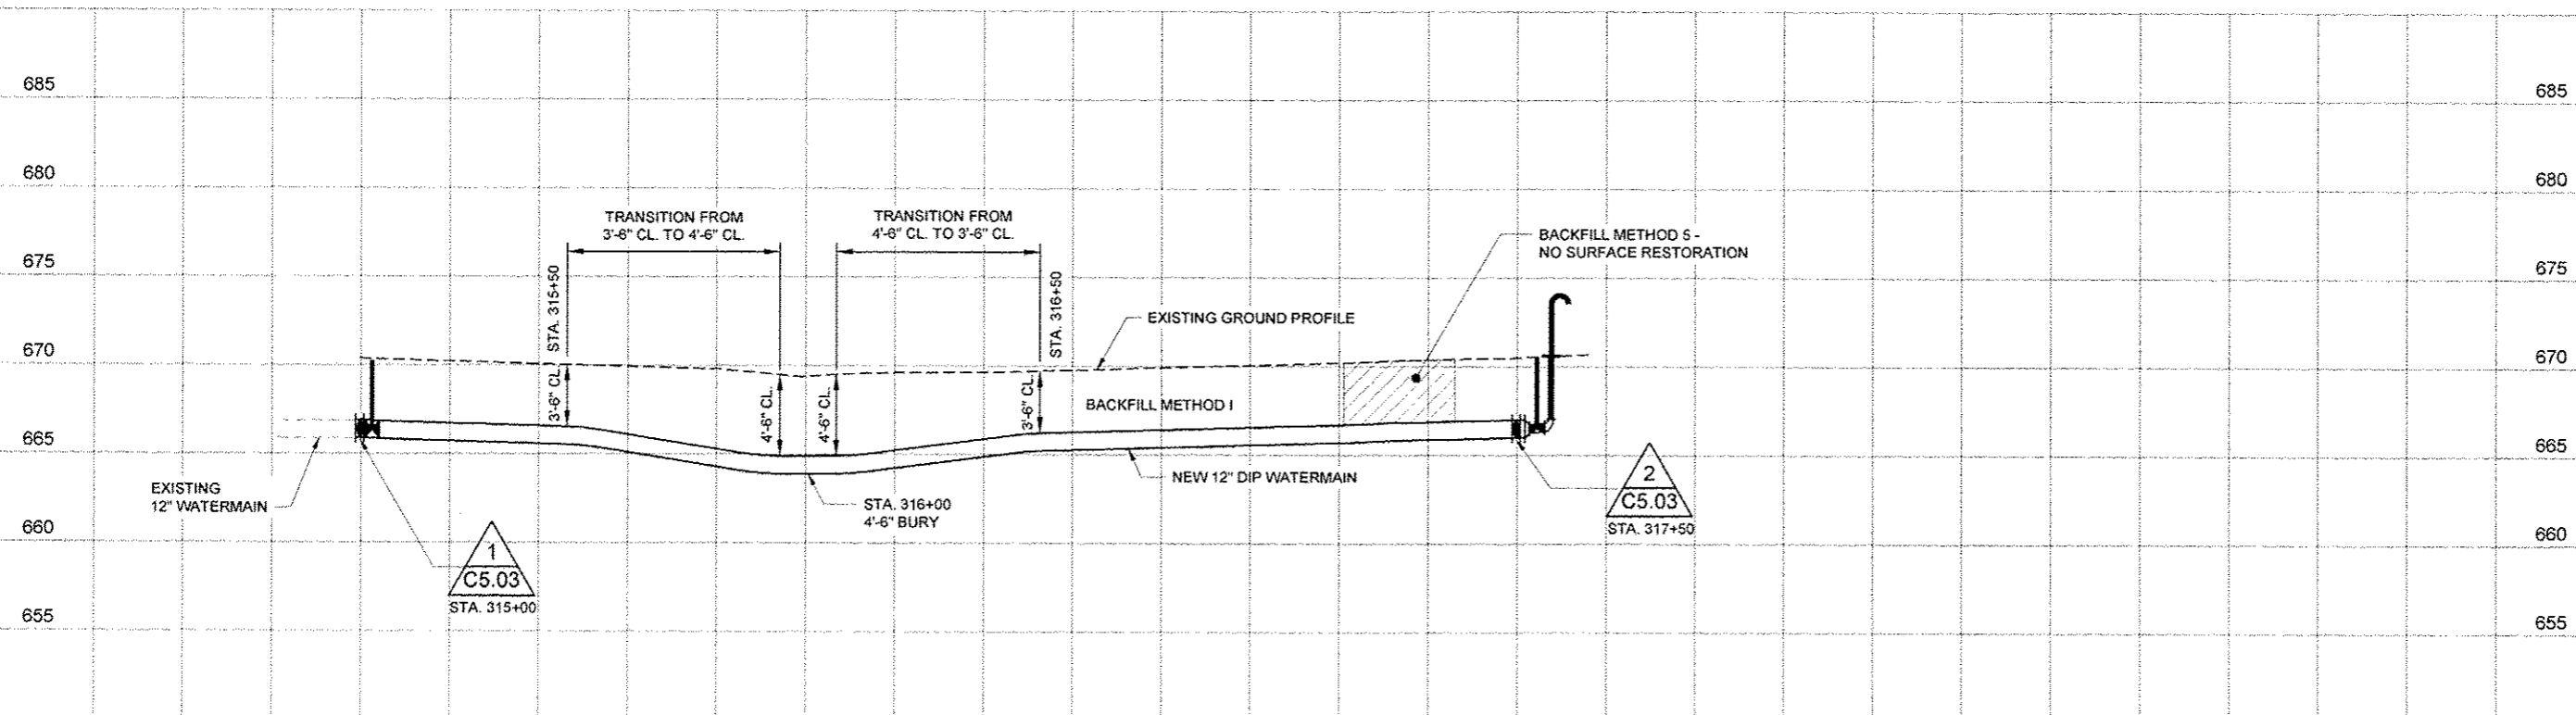 685
685
680
680
TRANSITION FROM
3'-6" CL. TO 4'-6" CL.
TRANSITION FROM
4'-6" CL. TO 3'-6" CL.
BACKFILL METHOD 5 -
NO SURFACE RESTORATION
675
675
STA. 315+50
STA. 316+50
EXISTING GROUND PROFILE
670
670
3'-6" CL.
4'-6" CL.
4'-6" CL.
3'-6" CL.
BACKFILL METHOD I
665
665
EXISTING
12" WATERMAIN
NEW 12" DIP WATERMAIN
STA. 316+00
4'-6" BURY
2
C5.03
STA. 317+50
660
660
1
C5.03
STA. 315+00
655
655